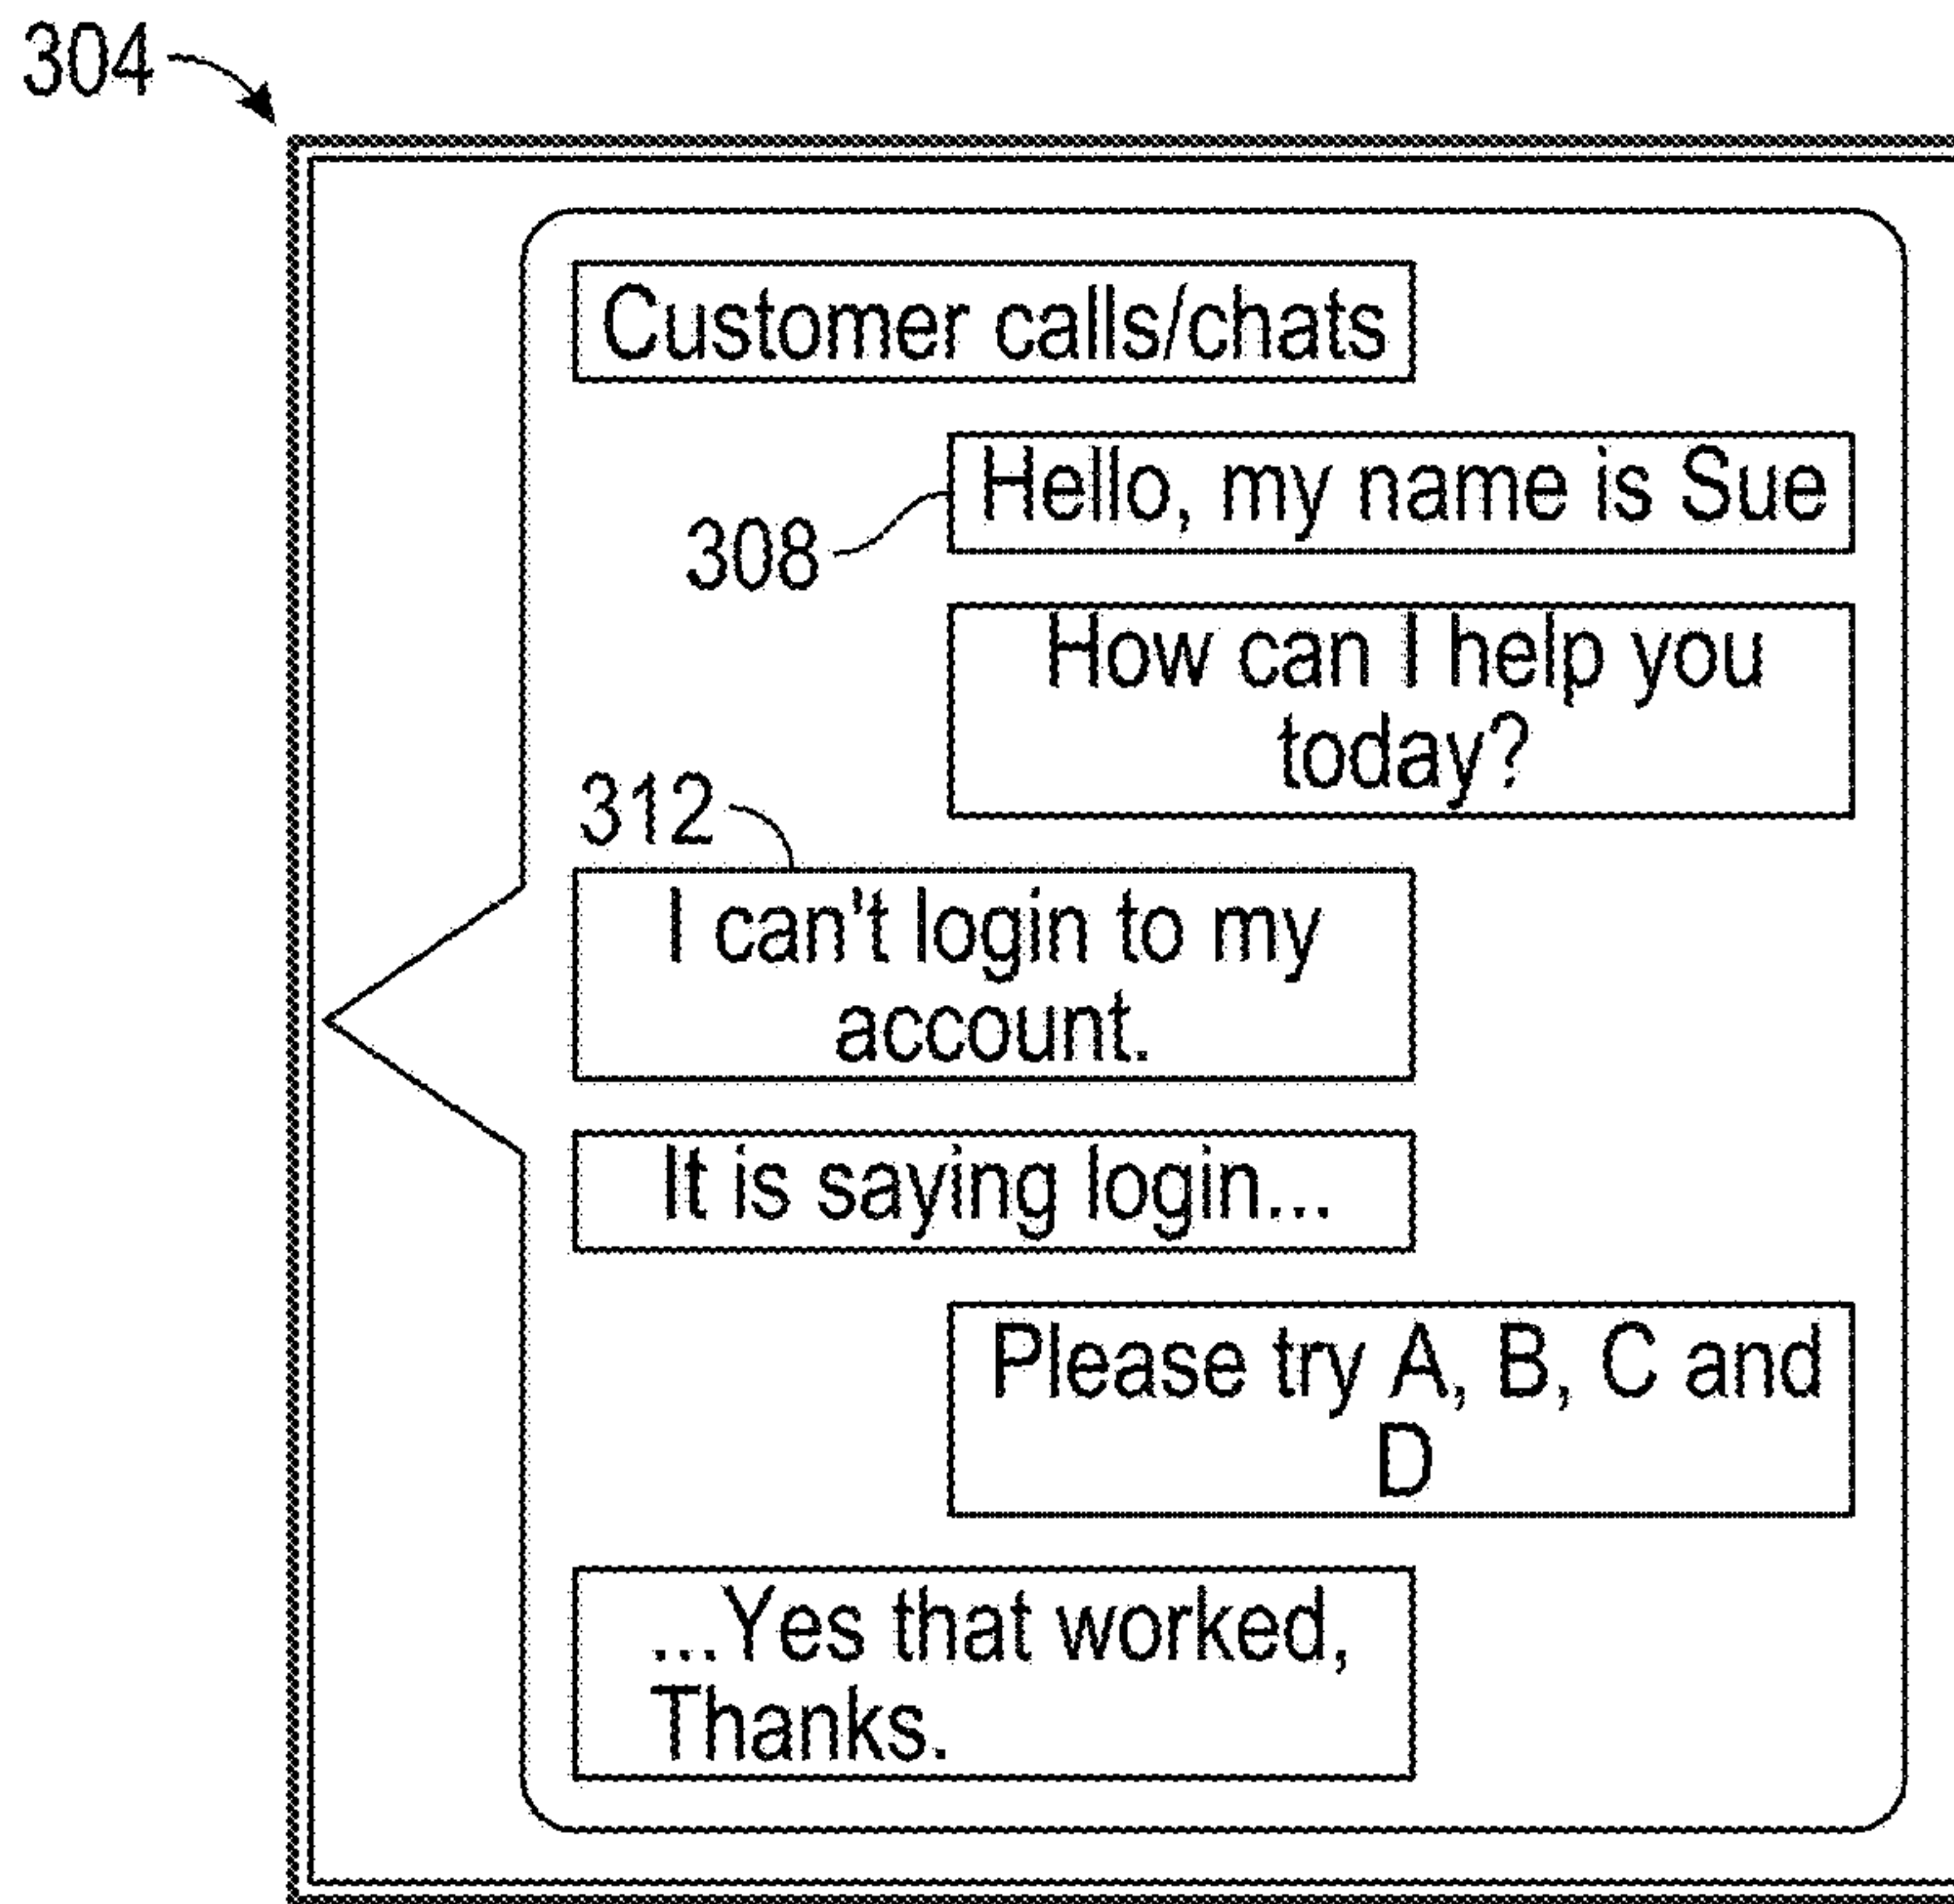 304
Customer calls/chats
Hello, my name is Sue
308
How can I help you
today?
312
I can't login to my
account.
It is saying login...
Please try A, B, C and
D
...Yes that worked,
Thanks.